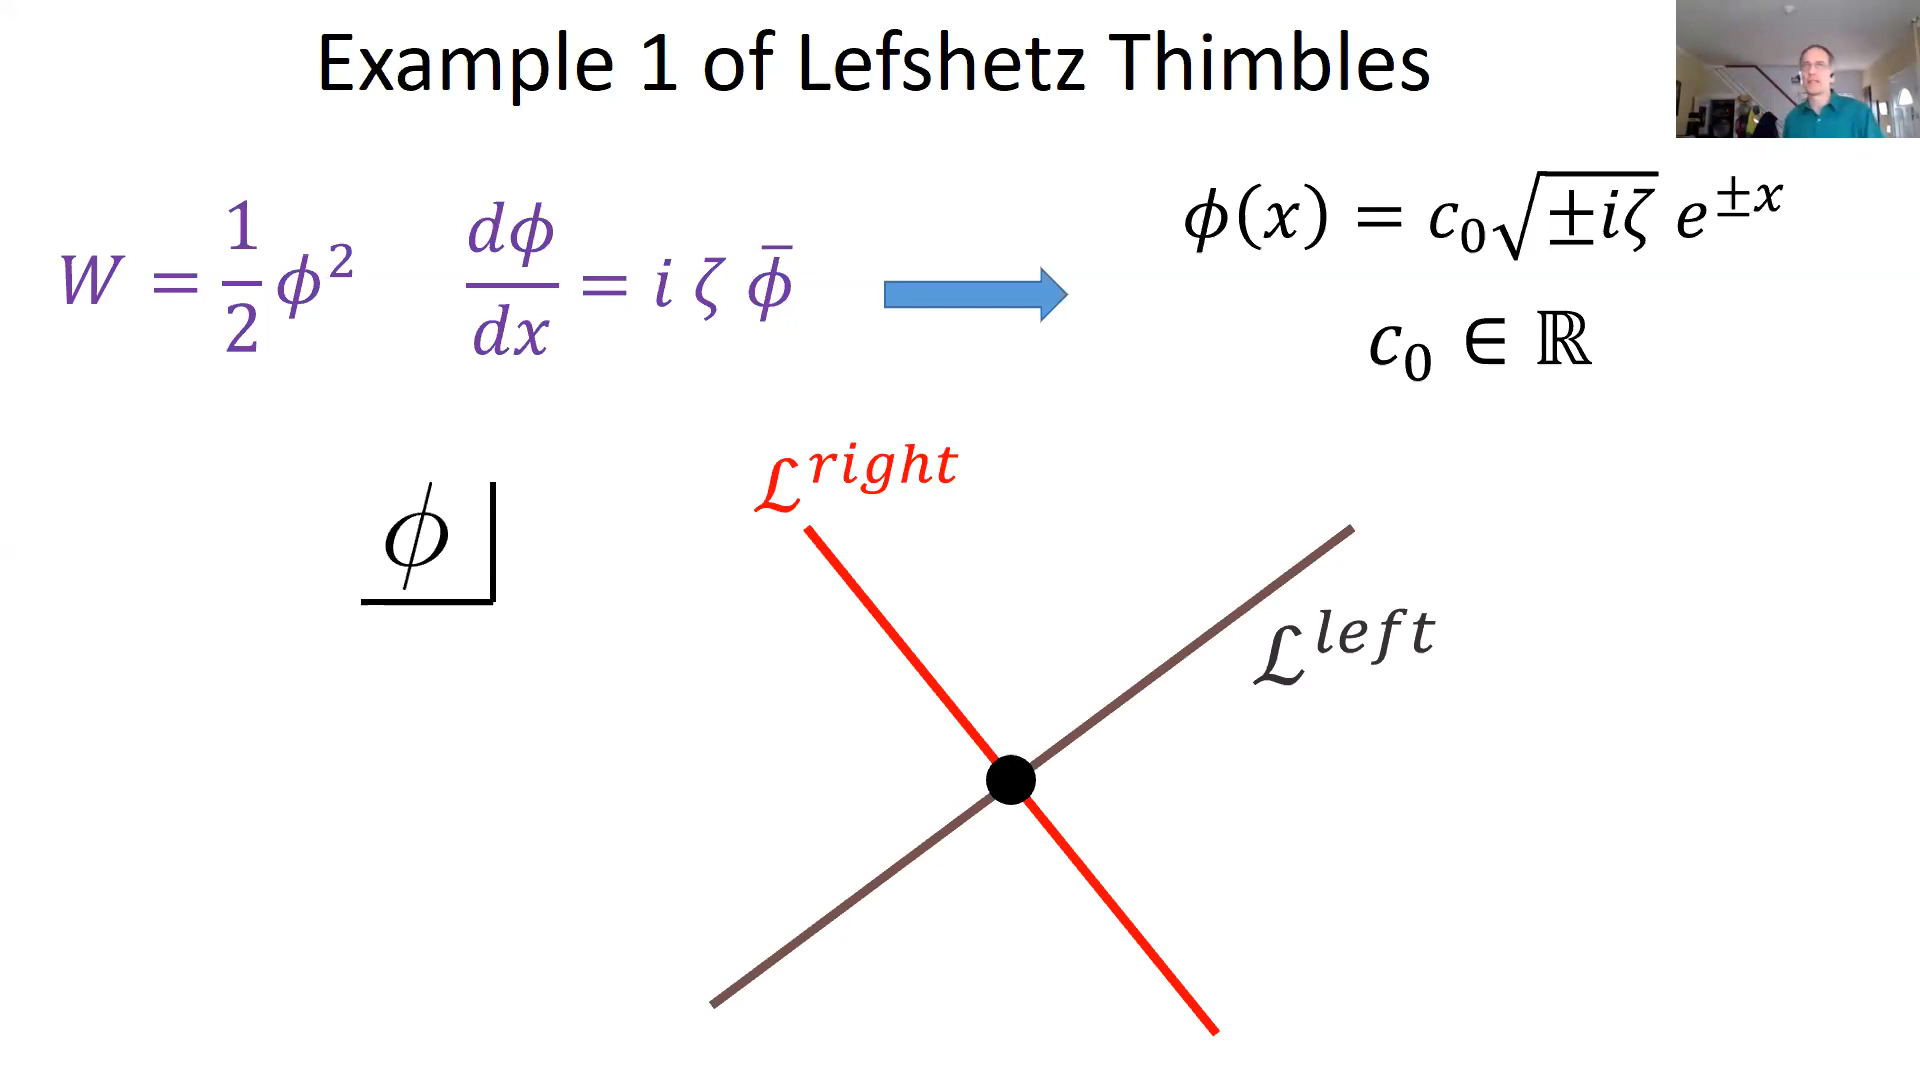 Example 1 of Lefshetz Thimbles
W = 1/2 ϕ²
dϕ/dx = i ζ ϕ̄
ϕ(x) = c₀√(±iζ) e^{±x}
c₀ ∈ ℝ
ℒ^{right}
ϕ
ℒ^{left}